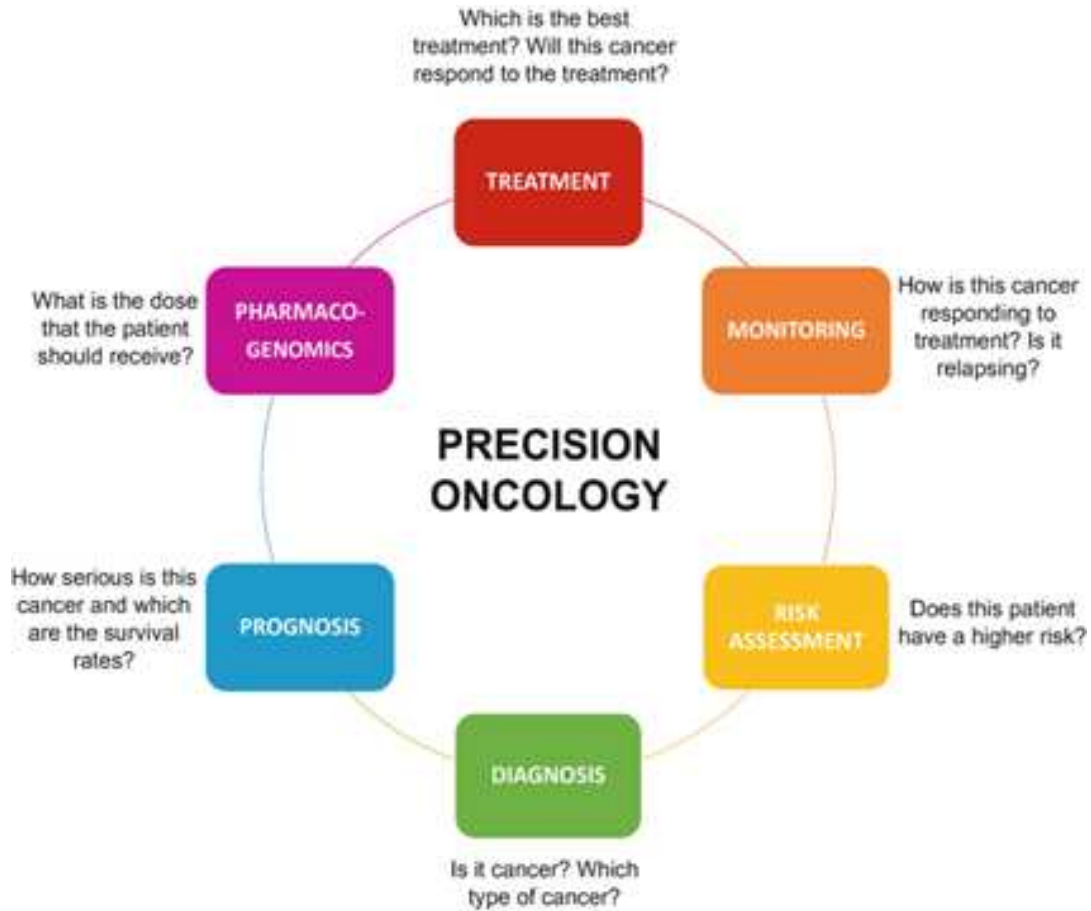 Which is the best
treatment? Will this cancer
respond to the treatment?
TREATMENT
How is this cancer
responding to
treatment? Is it
relapsing?
MONITORING
Does this patient
have a higher risk?
RISK
ASSESSMENT
DIAGNOSIS
Is it cancer? Which
type of cancer?
How serious is this
cancer and which
are the survival
rates?
PROGNOSIS
What is the dose
that the patient
should receive?
PHARMACO-
GENOMICS
PRECISION
ONCOLOGY